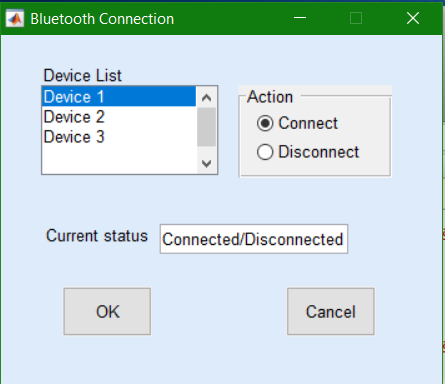 Bluetooth Connection
Device List
Device 1
Device 2
Device 3
Action
Connect
Disconnect
Current status
Connected/Disconnected
OK
Cancel